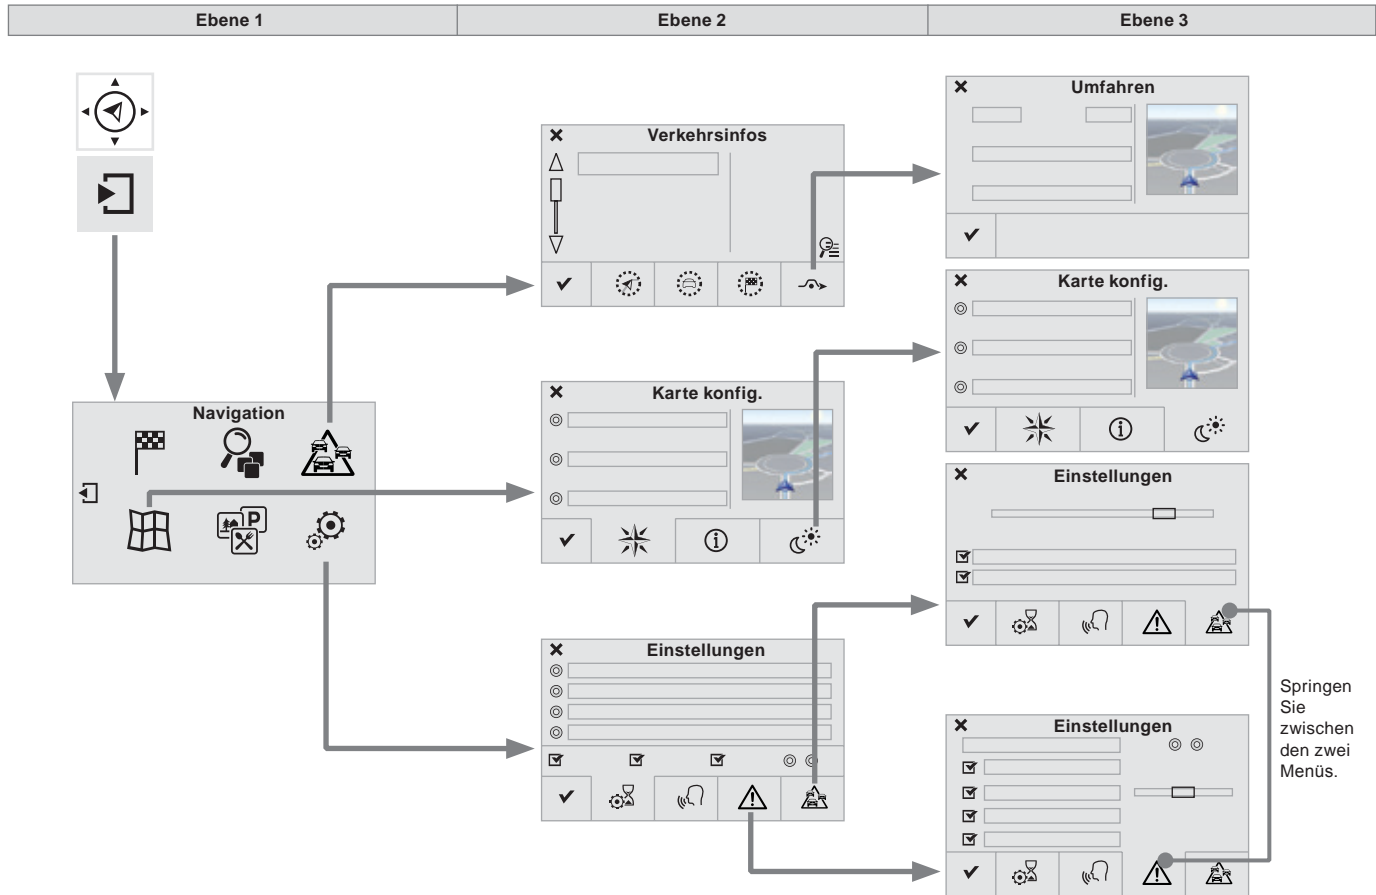 Ebene 1
Ebene 2
Ebene 3
Umfahren
Verkehrsinfos
Karte konfig.
Karte konfig.
Navigation
P
Einstellungen
Einstellungen
Einstellungen
Springen
Sie
zwischen
den zwei
Menüs.